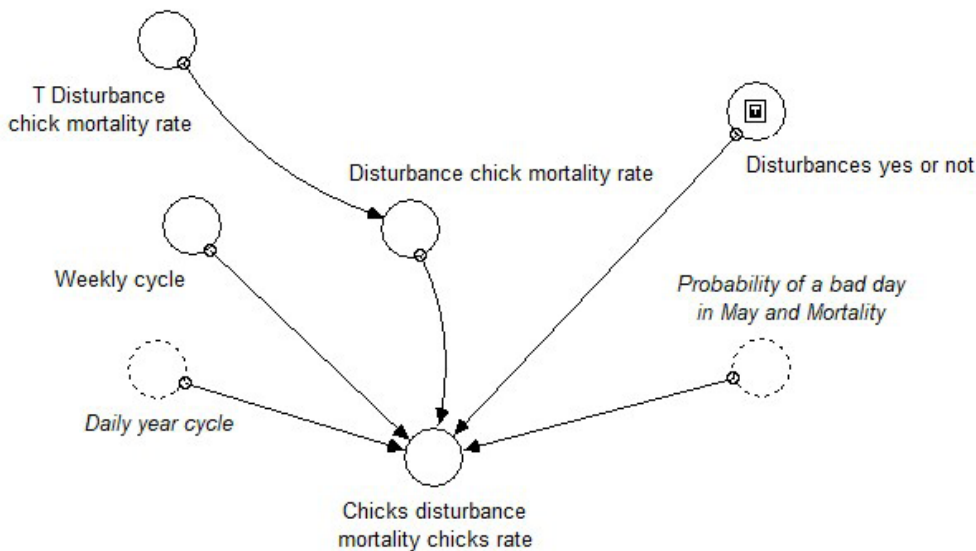 T Disturbance
chick mortality rate
T
Disturbances yes or not
Disturbance chick mortality rate
Weekly cycle
Probability of a bad day
in May and Mortality
Daily year cycle
Chicks disturbance
mortality chicks rate